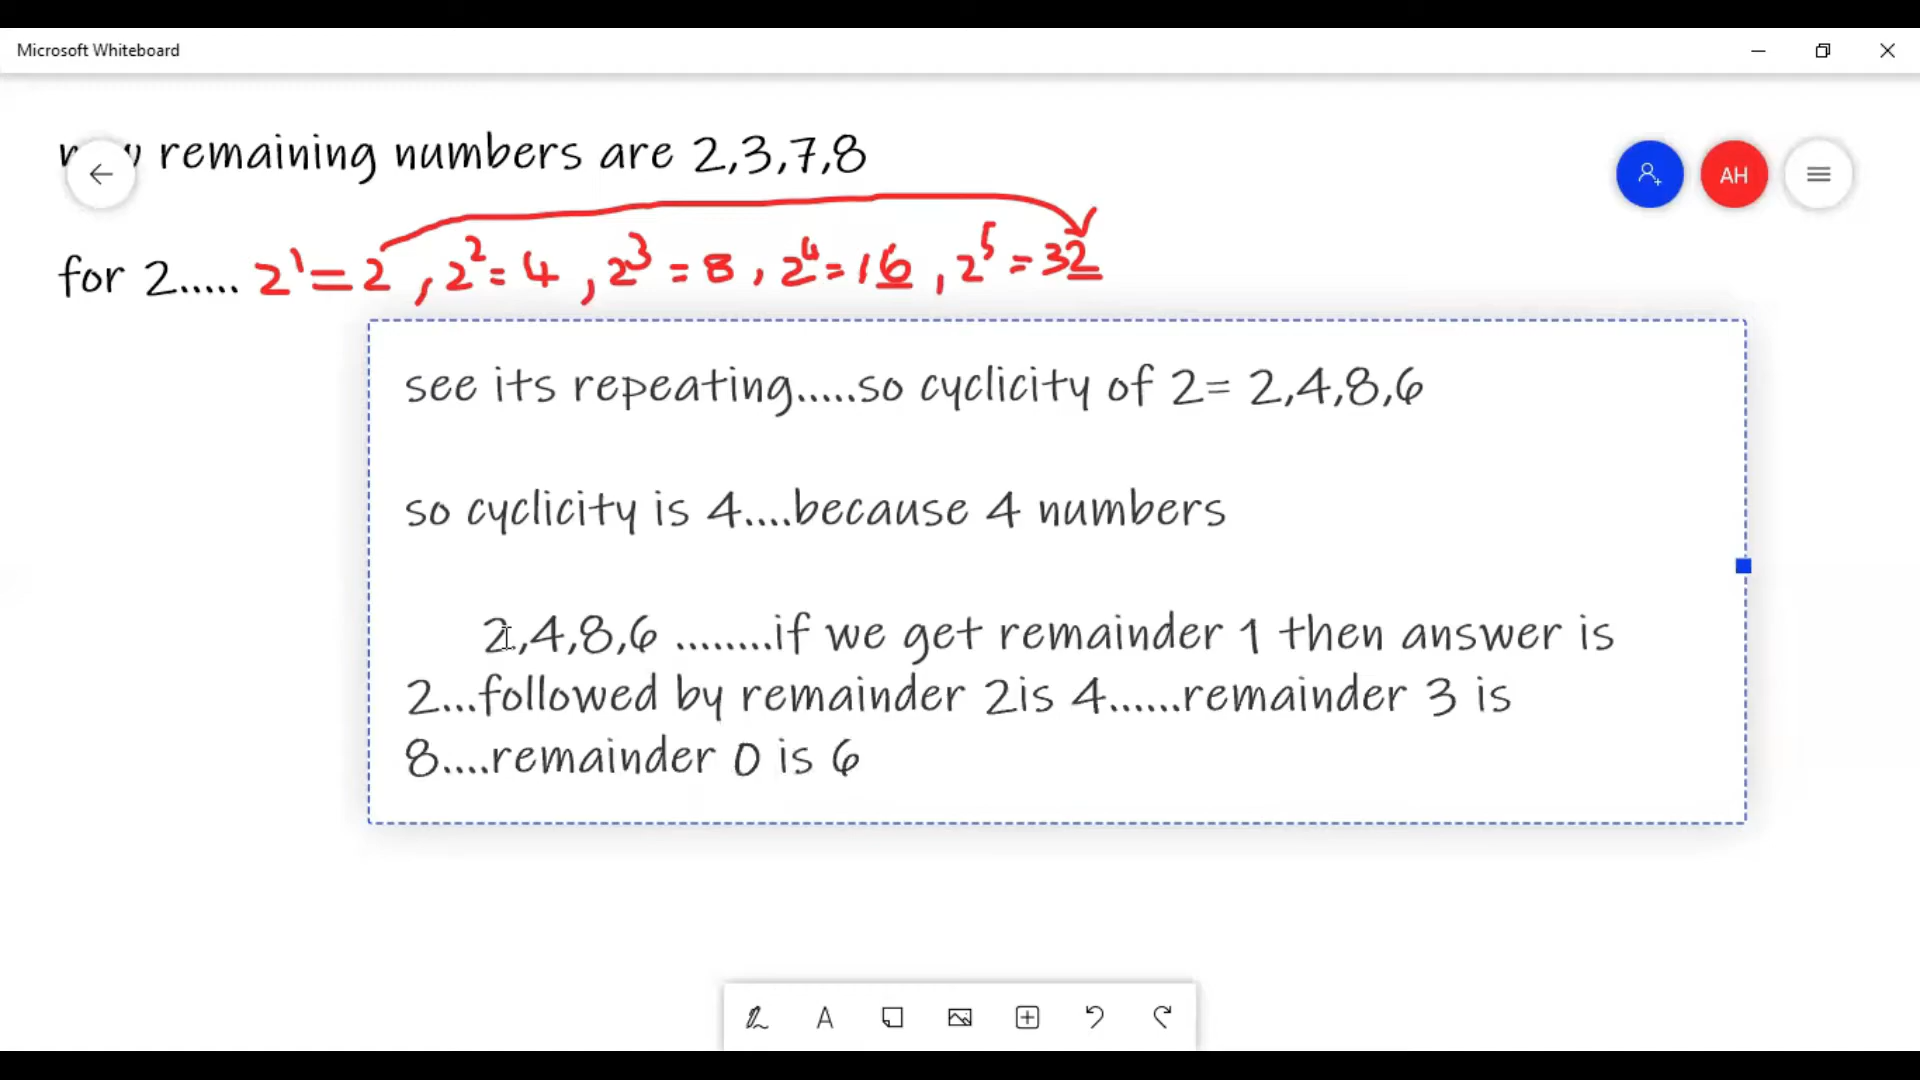 Microsoft Whiteboard
remaining numbers are 2,3,7,8
AH
for 2..... 2¹=2 , 2²=4 , 2³=8 , 2⁴=16 , 2⁵=32
see its repeating.....so cyclicity of 2= 2,4,8,6
so cyclicity is 4....because 4 numbers
2,4,8,6 ........if we get remainder 1 then answer is
2...followed by remainder 2is 4......remainder 3 is
8....remainder 0 is 6
A